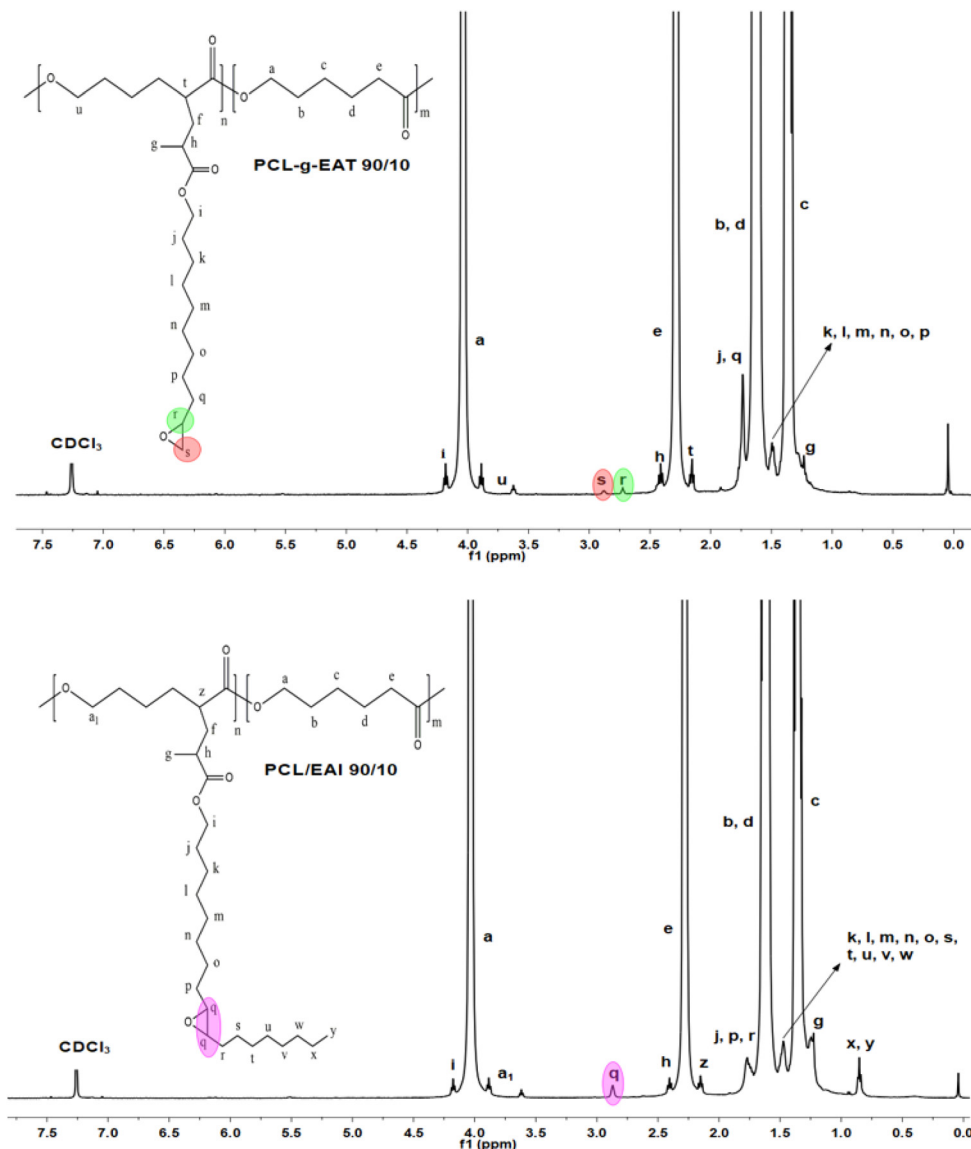 O t O a c e
u n O b d m
f O
g h
O
PCL-g-EAT 90/10
O
i
j
k
l
m
n
o
p
q
r
O
s
CDCl3
i
a
u
s
r
h
e
t
j, q
b, d
k, l, m, n, o, p
c
g
7.5 7.0 6.5 6.0 5.5 5.0 4.5 4.0 3.5 3.0 2.5 2.0 1.5 1.0 0.5 0.0
f1 (ppm)
O z O a c e
a1 n O b d m
f O
g h
O
PCL/EAI 90/10
O
i
j
k
l
m
n
o
p
q
O
q s u w y
r t v x
CDCl3
i
a
a1
q
h
e
z
j, p, r
b, d
k, l, m, n, o, s,
t, u, v, w
c
g
x, y
7.5 7.0 6.5 6.0 5.5 5.0 4.5 4.0 3.5 3.0 2.5 2.0 1.5 1.0 0.5 0.0
f1 (ppm)